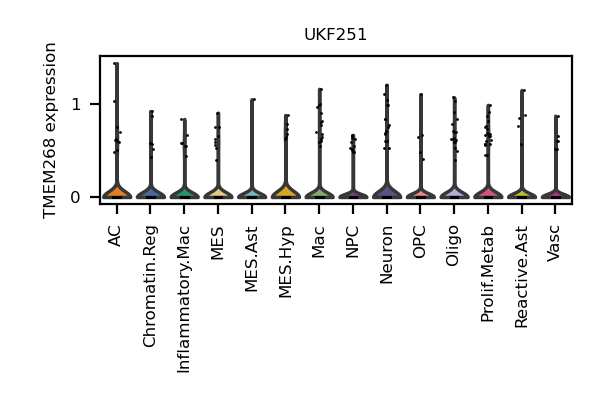 UKF251
TMEM268 expression
1
0
AC
Chromatin.Reg
Inflammatory.Mac
MES
MES.Ast
MES.Hyp
Mac
NPC
Neuron
OPC
Oligo
Prolif.Metab
Reactive.Ast
Vasc